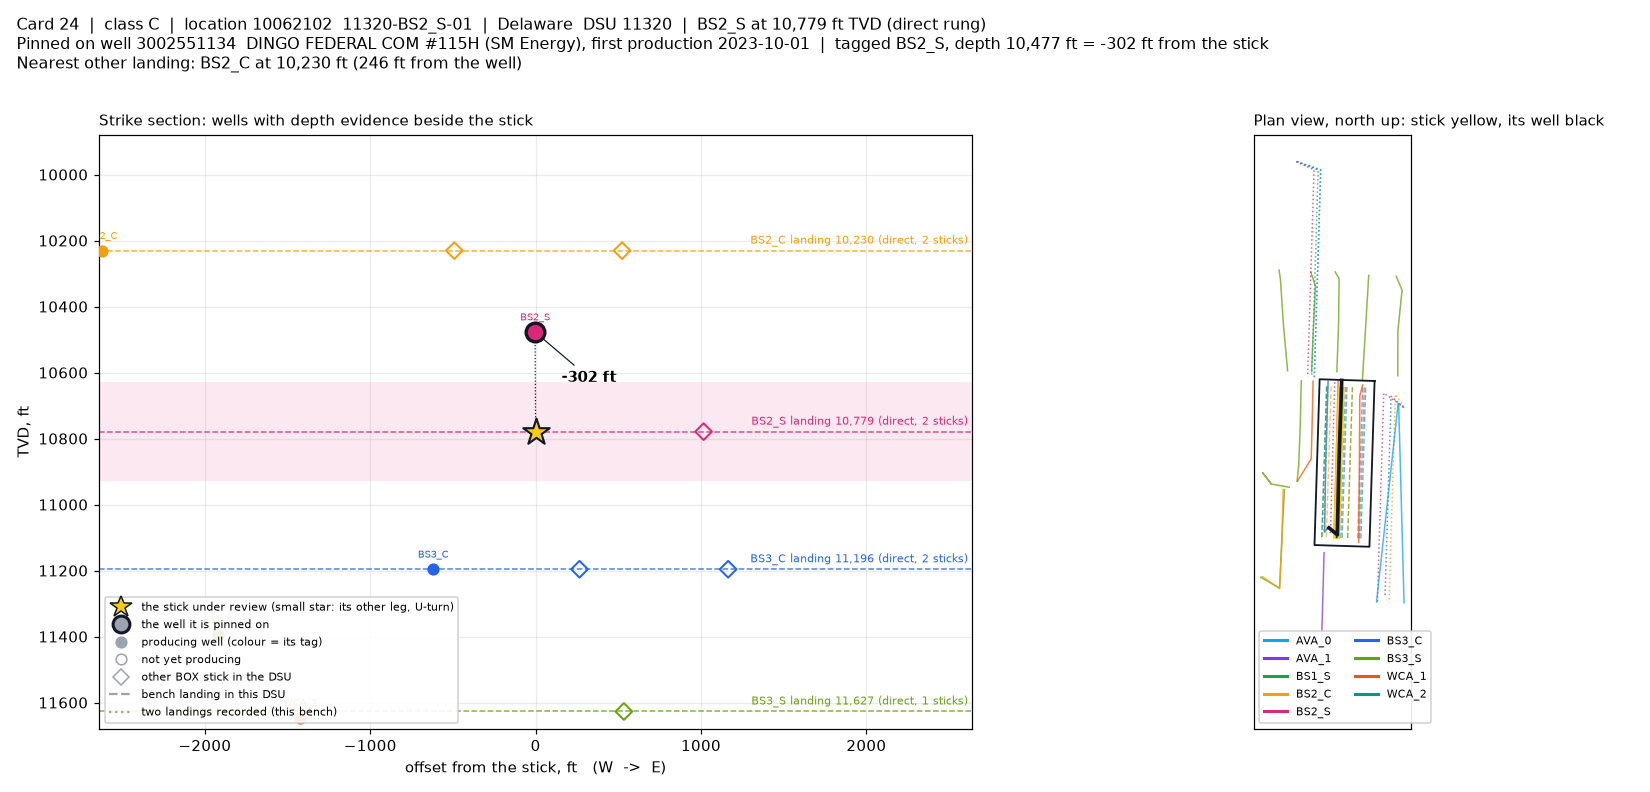 Card 24 | class C | location 10062102 11320-BS2_S-01 | Delaware DSU 11320 | BS2_S at 10,779 ft TVD (direct rung)
Pinned on well 3002551134 DINGO FEDERAL COM #115H (SM Energy), first production 2023-10-01 | tagged BS2_S, depth 10,477 ft = -302 ft from the stick
Nearest other landing: BS2_C at 10,230 ft (246 ft from the well)
Strike section: wells with depth evidence beside the stick
Plan view, north up: stick yellow, its well black
TVD, ft
10000
10200
10400
10600
10800
11000
11200
11400
11600
2_C
BS2_C landing 10,230 (direct, 2 sticks)
BS2_S
-302 ft
BS2_S landing 10,779 (direct, 2 sticks)
BS3_C
BS3_C landing 11,196 (direct, 2 sticks)
BS3_S landing 11,627 (direct, 1 sticks)
the stick under review (small star: its other leg, U-turn)
the well it is pinned on
producing well (colour = its tag)
not yet producing
other BOX stick in the DSU
bench landing in this DSU
two landings recorded (this bench)
−2000
−1000
0
1000
2000
offset from the stick, ft (W -> E)
AVA_0
AVA_1
BS1_S
BS2_C
BS2_S
BS3_C
BS3_S
WCA_1
WCA_2